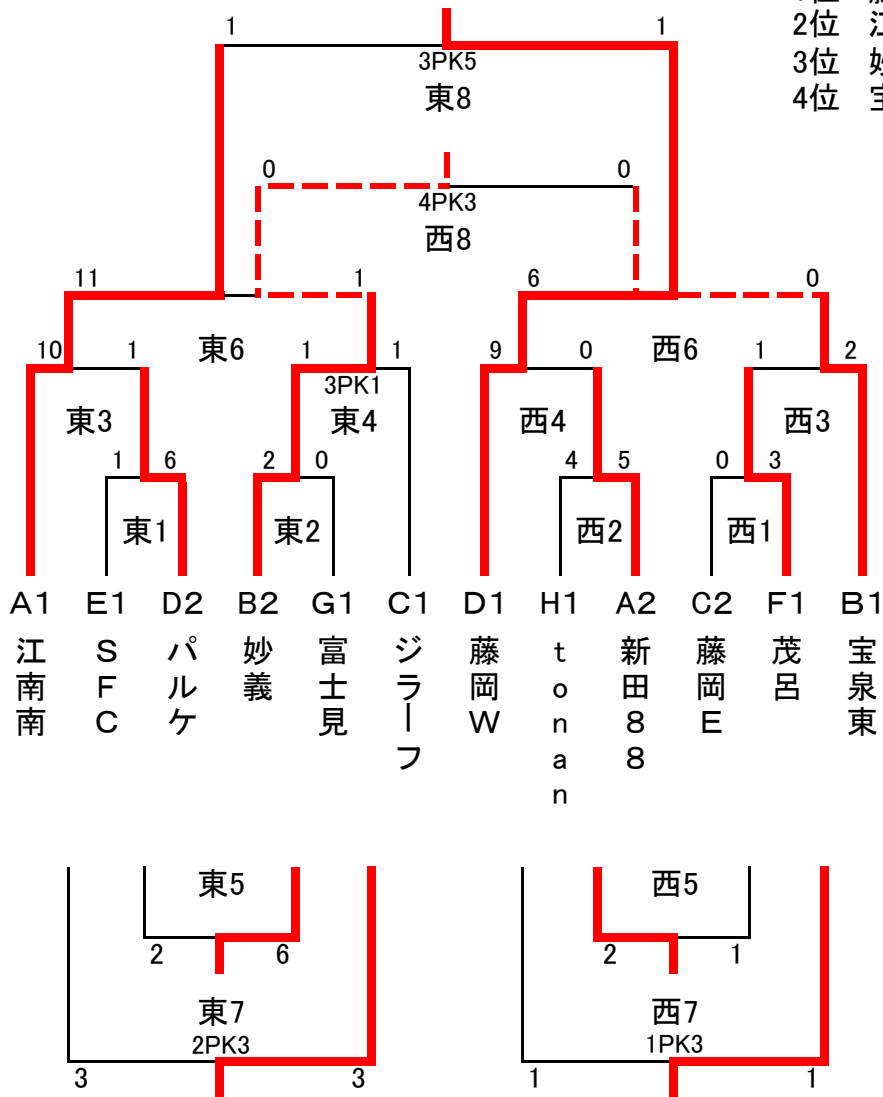 1 1
2位 江
3PK5
3位 妙
東8
4位 宝
0 0
4PK3
西8
11 1 6 0
東6 西6
10 1 1 1 9 0 1 2
3PK1
東3 東4 西4 西3
1 6 2 0 4 5 0 3
東1 東2 西2 西1
A1 E1 D2 B2 G1 C1 D1 H1 A2 C2 F1 B1
江南南
SFC
パルケ
妙義
富士見
ジラーフ
藤岡W
tonan
新田88
藤岡E
茂呂
宝泉東
東5 西5
2 6 2 1
東7 西7
2PK3 1PK3
3 3 1 1